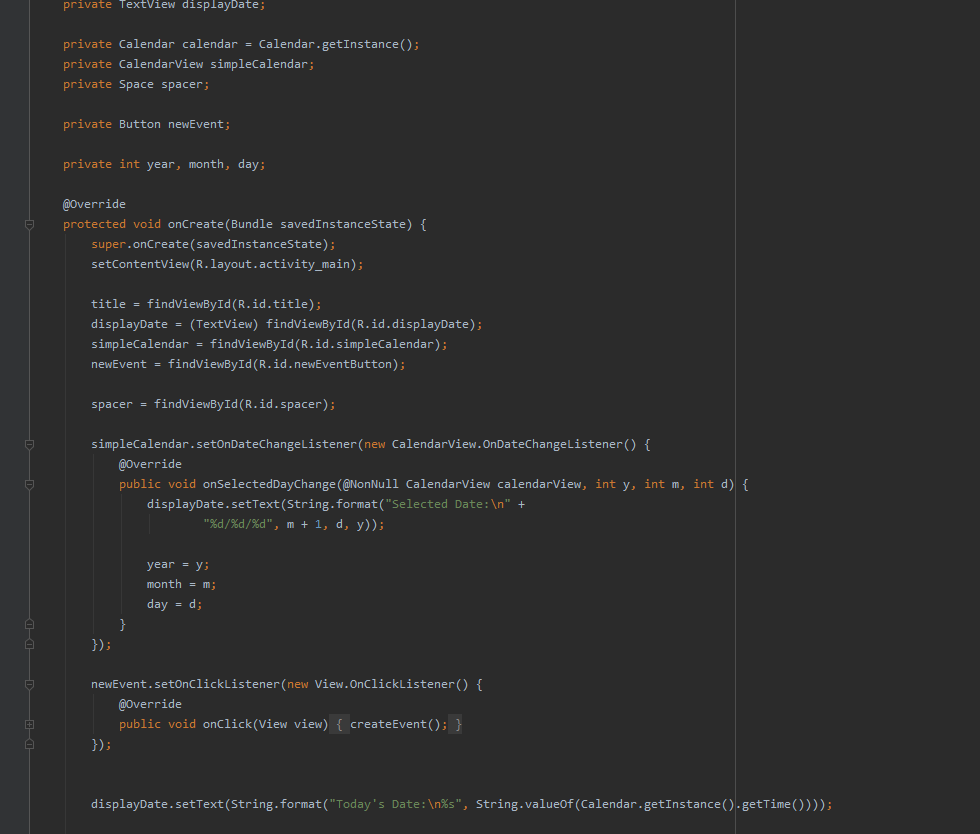 private TextView displayDate;
private Calendar calendar = Calendar.getInstance();
private CalendarView simpleCalendar;
private Space spacer;
private Button newEvent;
private int year, month, day;
@Override
protected void onCreate(Bundle savedInstanceState) {
super.onCreate(savedInstanceState);
setContentView(R.layout.activity_main);
title = findViewById(R.id.title);
displayDate = (TextView) findViewById(R.id.displayDate);
simpleCalendar = findViewById(R.id.simpleCalendar);
newEvent = findViewById(R.id.newEventButton);
spacer = findViewById(R.id.spacer);
simpleCalendar.setOnDateChangeListener(new CalendarView.OnDateChangeListener() {
@Override
public void onSelectedDayChange(@NonNull CalendarView calendarView, int y, int m, int d) {
displayDate.setText(String.format("Selected Date:\n" +
"%d/%d/%d", m + 1, d, y));
year = y;
month = m;
day = d;
}
});
newEvent.setOnClickListener(new View.OnClickListener() {
@Override
public void onClick(View view) { createEvent(); }
});
displayDate.setText(String.format("Today's Date:\n%s", String.valueOf(Calendar.getInstance().getTime())));